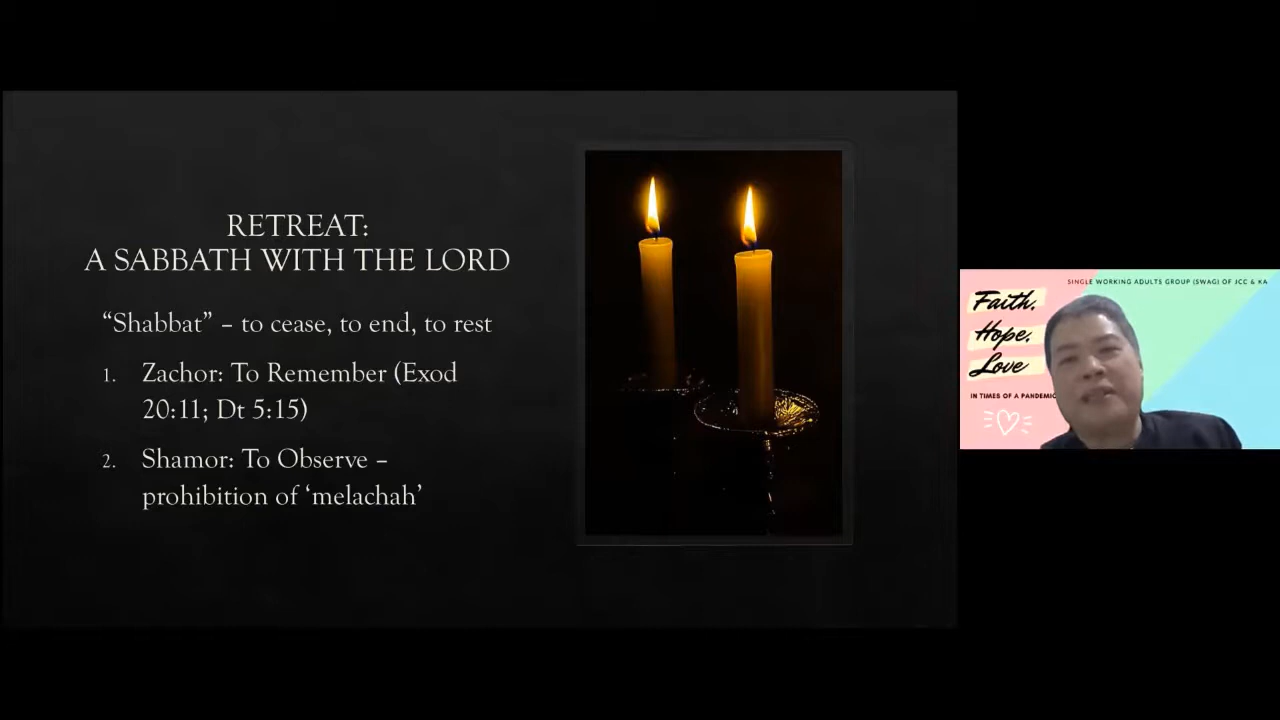 RETREAT:
A SABBATH WITH THE LORD
“Shabbat” – to cease, to end, to rest
1. Zachor: To Remember (Exod
20:11; Dt 5:15)
2. Shamor: To Observe –
prohibition of ‘melachah’
SINGLE WORKING ADULTS GROUP (SWAG) OF JCC & KA
Faith.
Hope.
Love
IN TIMES OF A PANDEMIC